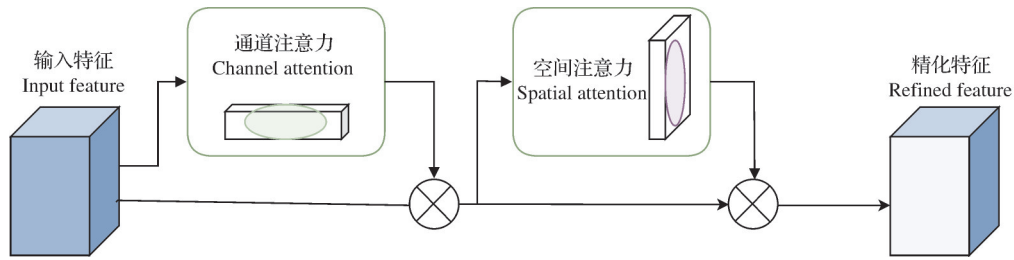 输入特征
Input feature
通道注意力
Channel attention
空间注意力
Spatial attention
精化特征
Refined feature